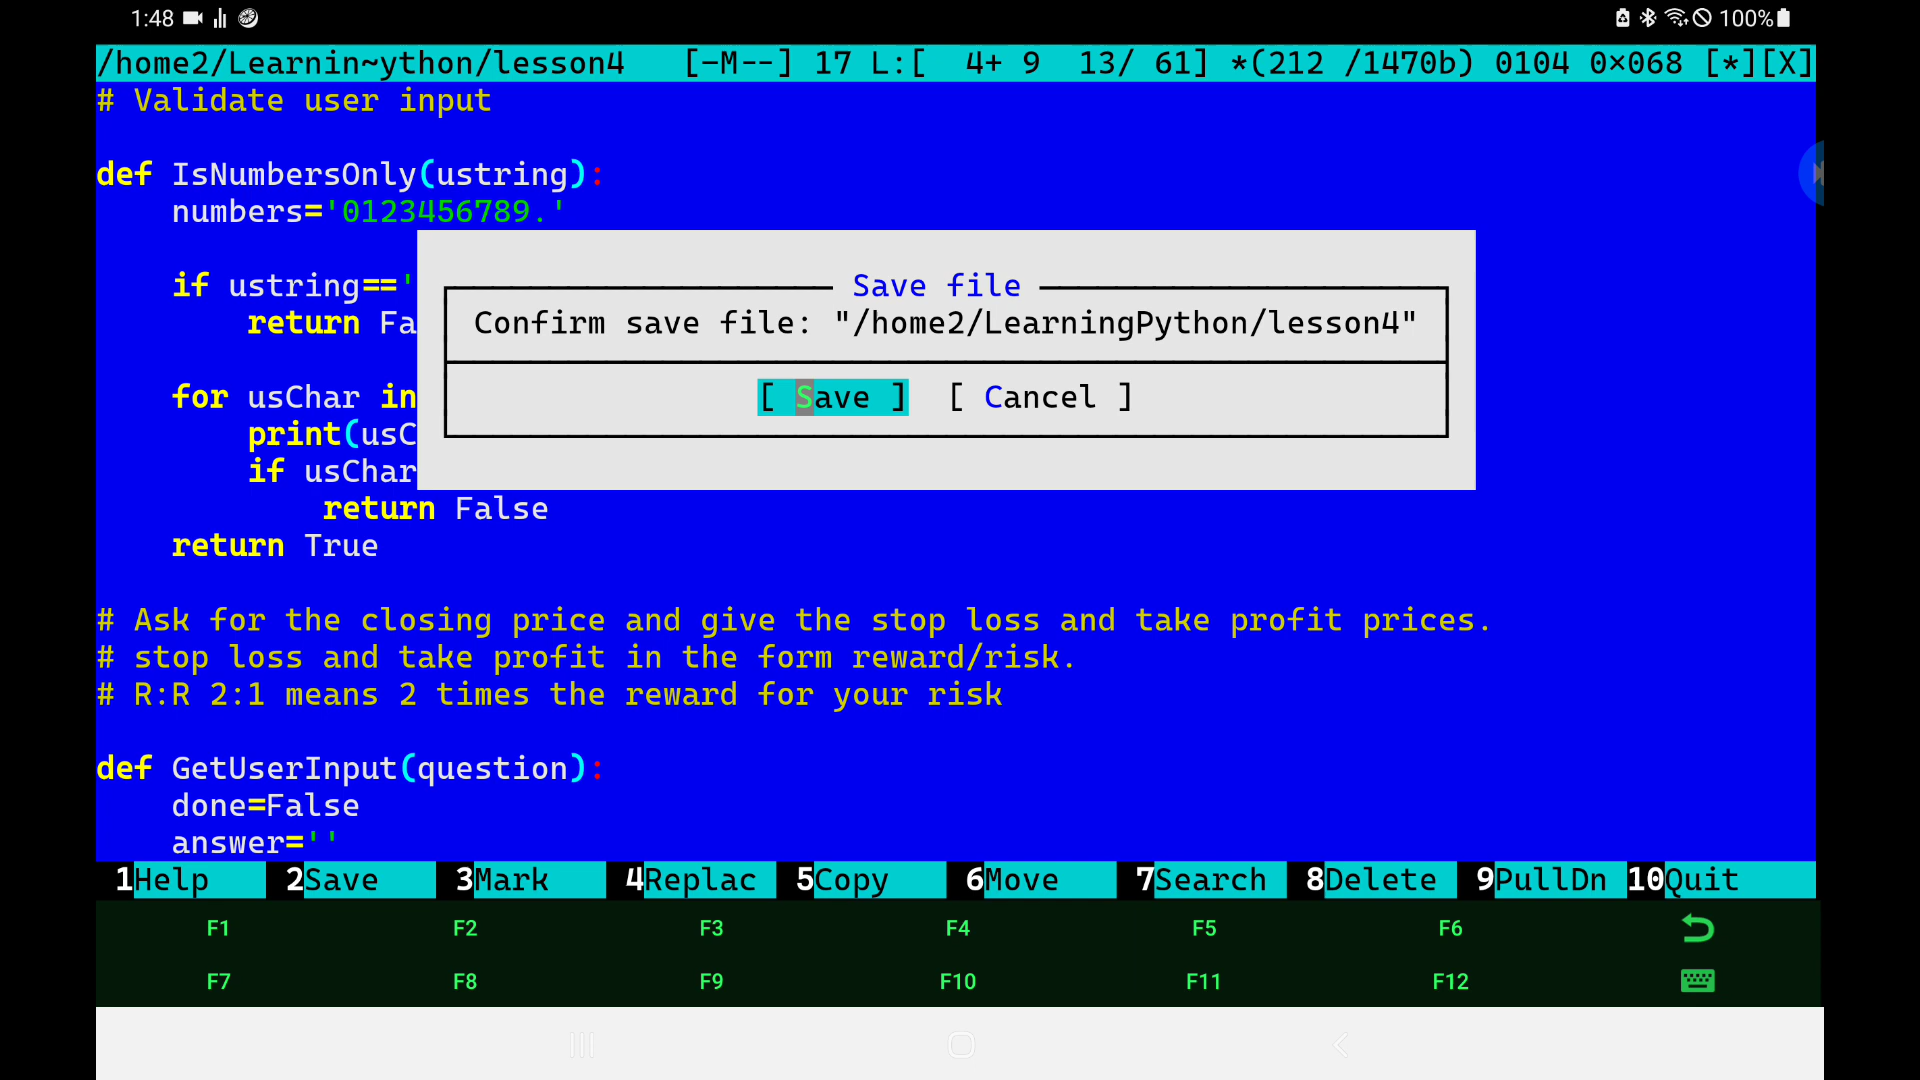 1:48 100%
/home2/Learnin~ython/lesson4 [-M--] 17 L:[ 4+ 9 13/ 61] *(212 /1470b) 0104 0×068 [*][X]
# Validate user input
def IsNumbersOnly(ustring):
    numbers='0123456789.'
    if ustring=='
        return Fa
    for usChar in
        print(usC
        if usChar
            return False
    return True
Save file
Confirm save file: "/home2/LearningPython/lesson4"
[ Save ] [ Cancel ]
# Ask for the closing price and give the stop loss and take profit prices.
# stop loss and take profit in the form reward/risk.
# R:R 2:1 means 2 times the reward for your risk
def GetUserInput(question):
    done=False
    answer=''
1Help 2Save 3Mark 4Replac 5Copy 6Move 7Search 8Delete 9PullDn 10Quit
F1 F2 F3 F4 F5 F6
F7 F8 F9 F10 F11 F12